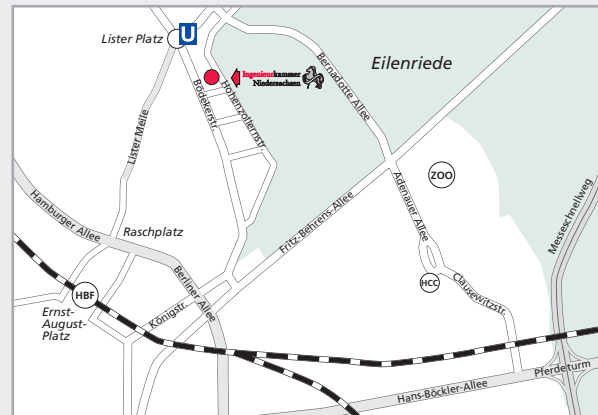 Lister Platz
U
Ingenieurkammer
Niedersachsen
Eilenriede
Bernadotte Allee
Bödekerstr.
Hohenzollernstr.
Lister Meile
ZOO
Messeschnellweg
Adenauer Allee
Hamburger Allee
Raschplatz
Fritz-Behrens-Allee
HCC
Clausewitzstr.
Berliner Allee
HBF
Königstr.
Ernst-
August-
Platz
Pferdeturm
Hans-Böckler-Allee